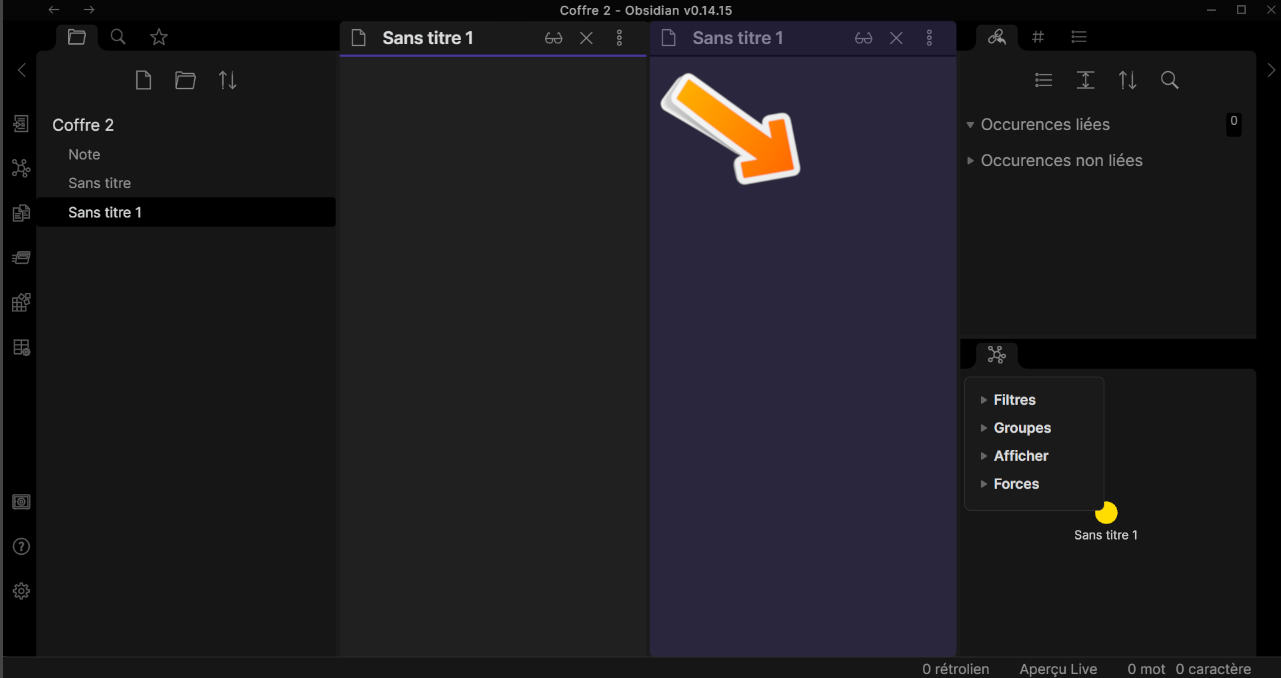 Coffre 2 - Obsidian v0.14.15
Sans titre 1
Sans titre 1
Coffre 2
Note
Sans titre
Sans titre 1
Occurences liées
0
Occurences non liées
Filtres
Groupes
Afficher
Forces
Sans titre 1
0 rétrolien
Aperçu Live
0 mot
0 caractère